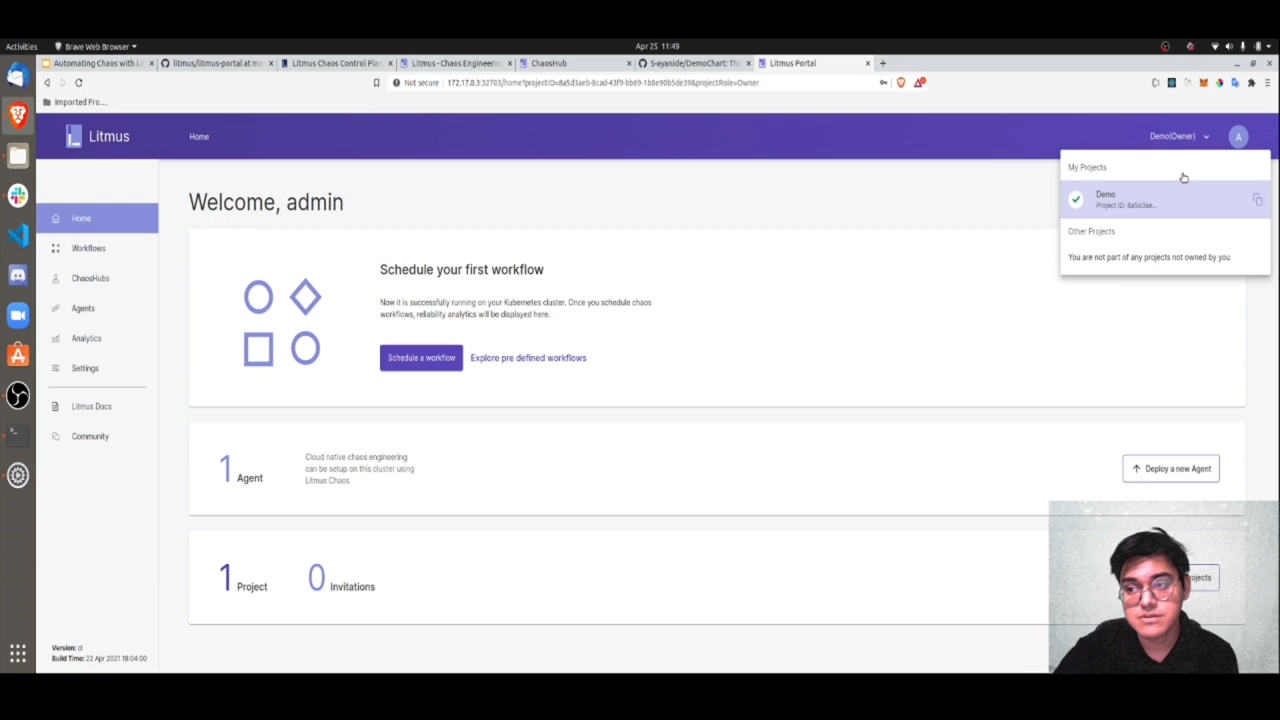 Activities
Brave Web Browser
Apr 25 11:49
Automating Chaos with Li
litmus/litmus-portal at ma
Litmus Chaos Control Plan
Litmus - Chaos Engineering
ChaosHub
S-ayanide/DemoChart: Thi
Litmus Portal
Not secure
172.17.0.3:32703/home?projectID=8a5d3aeb-8cad-43f9-bb69-1b8e90b5de39&projectRole=Owner
Imported Fro...
Litmus
Home
Demo(Owner)
A
My Projects
Demo
Project ID: 8a5d3ae...
Other Projects
You are not part of any projects not owned by you
Home
Workflows
ChaosHubs
Agents
Analytics
Settings
Litmus Docs
Community
Version: ci
Build Time: 22 Apr 2021 18:04:00
Welcome, admin
Schedule your first workflow
Now it is successfully running on your Kubernetes cluster. Once you schedule chaos
workflows, reliability analytics will be displayed here.
Schedule a workflow
Explore pre defined workflows
1 Agent
Cloud native chaos engineering
can be setup on this cluster using
Litmus Chaos
Deploy a new Agent
1 Project
0 Invitations
ojects